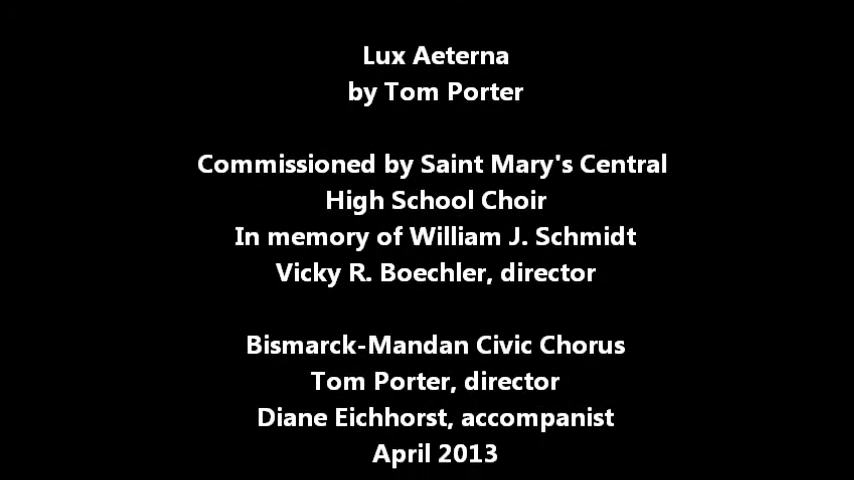 Lux Aeterna
by Tom Porter
Commissioned by Saint Mary's Central
High School Choir
In memory of William J. Schmidt
Vicky R. Boechler, director
Bismarck-Mandan Civic Chorus
Tom Porter, director
Diane Eichhorst, accompanist
April 2013